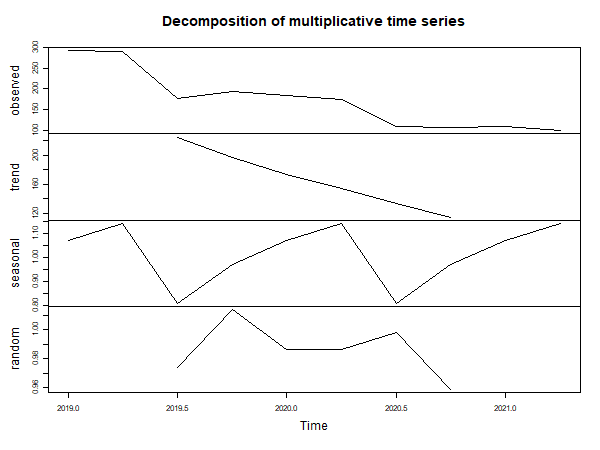 Decomposition of multiplicative time series
observed
100 150 200 250 300
trend
120 160 200
seasonal
0.80 0.90 1.00 1.10
random
0.96 0.98 1.00
2019.0 2019.5 2020.0 2020.5 2021.0
Time